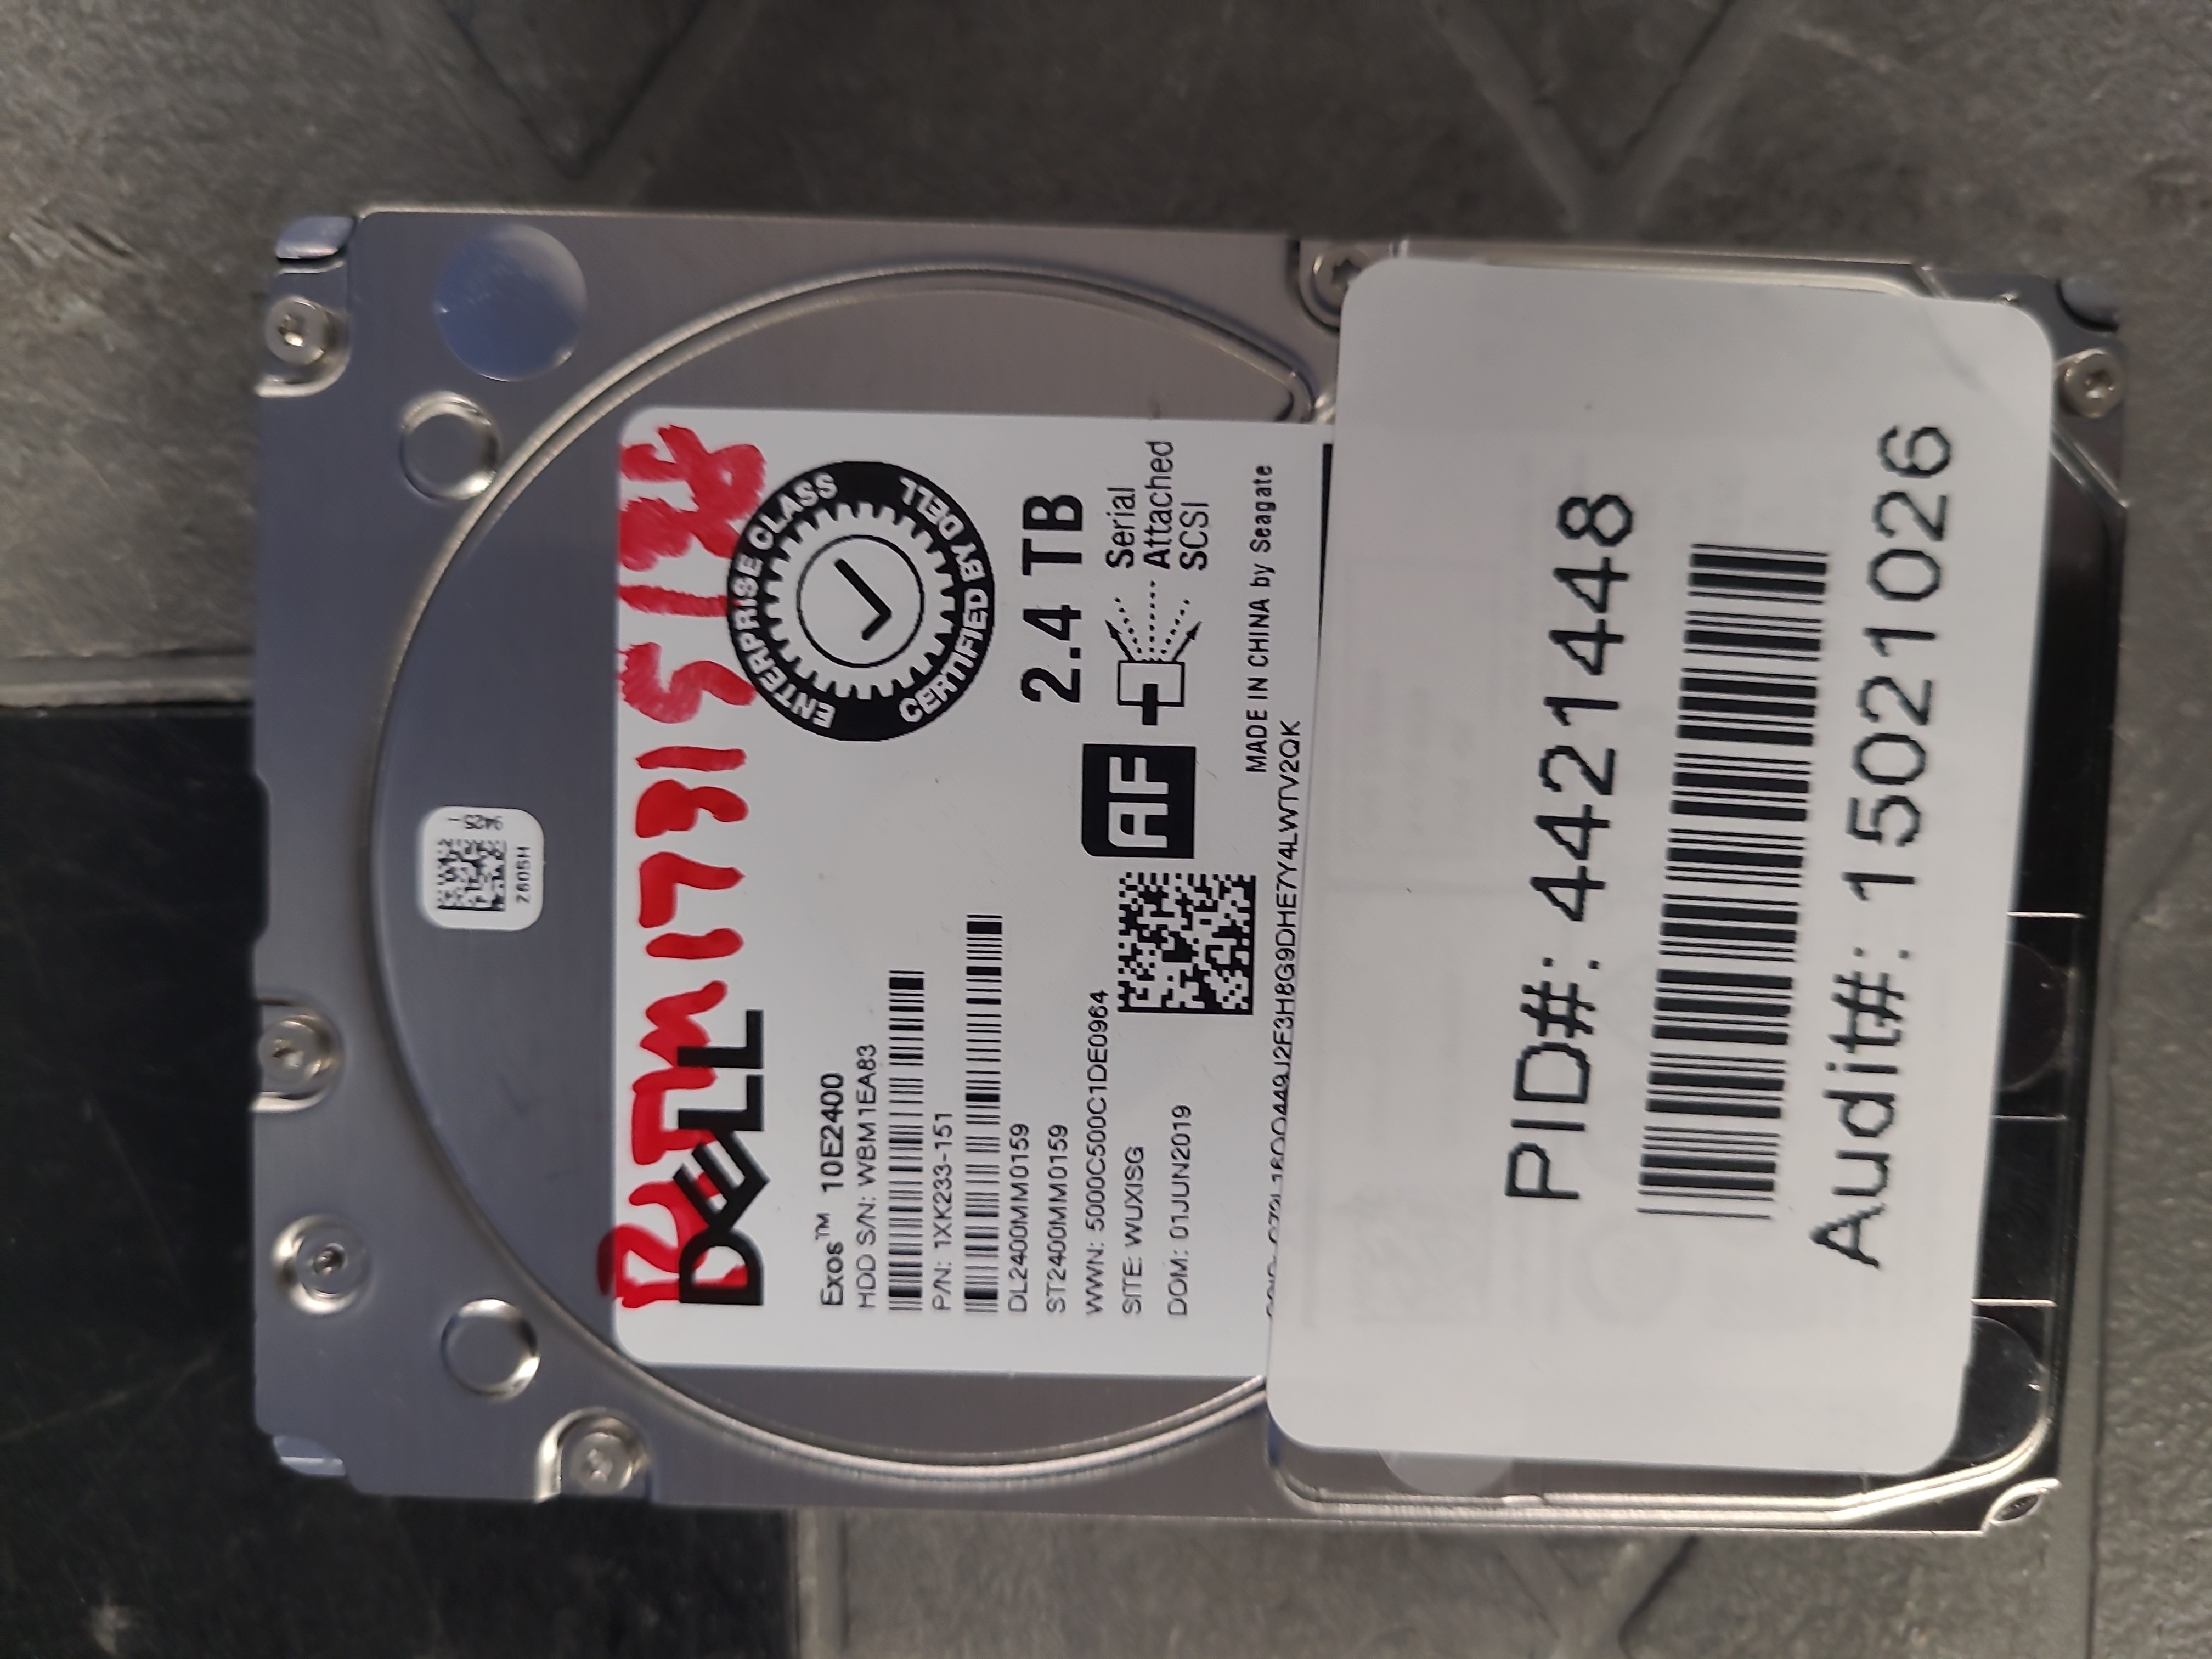 9425-
Z605H
DELL
Exos™ 10E2400
HDD S/N: WBM1EA83
P/N: 1XK233-151
DL2400MM0159
ST2400MM0159
WWN: 5000C500C1DE0964
SITE: WUXISG
DOM: 01JUN2019
ENTERPRISE CLASS
CERTIFIED BY DELL
2.4 TB
AF
Serial
Attached
SCSI
MADE IN CHINA by Seagate
PID#: 4421448
Audit#: 15021026